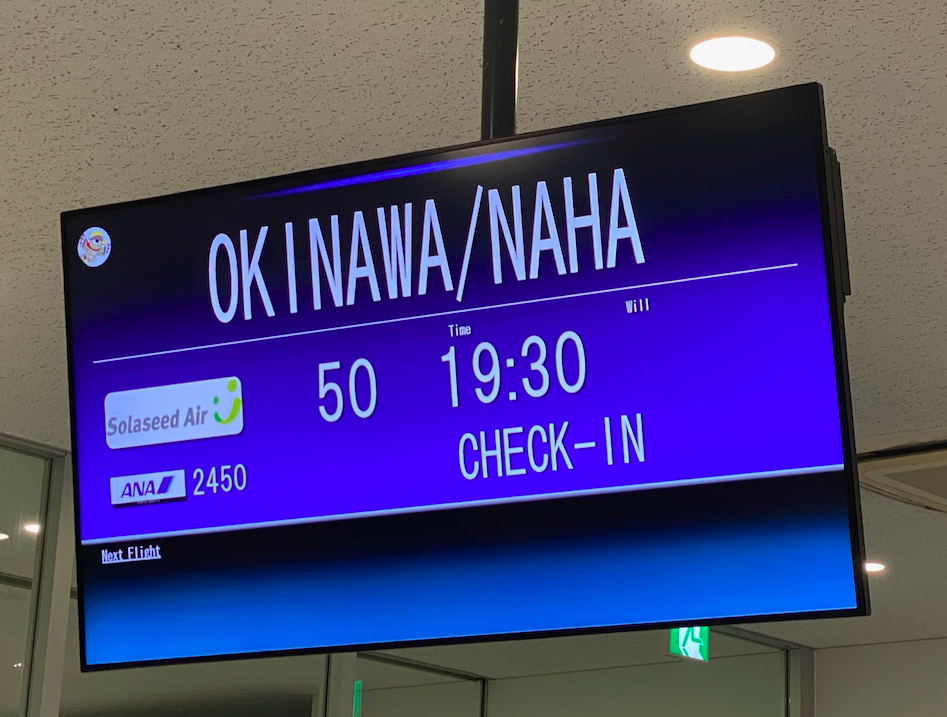 OKINAWA/NAHA
Time Will
Solaseed Air 50 19:30
CHECK-IN
ANA 2450
Next Flight